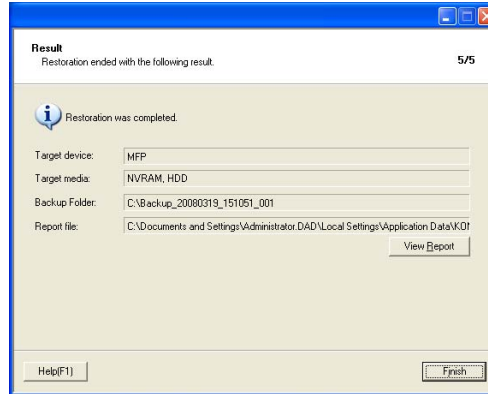 Result
Restoration ended with the following result.
5/5
Restoration was completed.
Target device: MFP
Target media: NVRAM, HDD
Backup Folder: C:\Backup_20080319_151051_001
Report file: C:\Documents and Settings\Administrator.DAD\Local Settings\Application Data\KO
View Report
Help(F1)
Finish